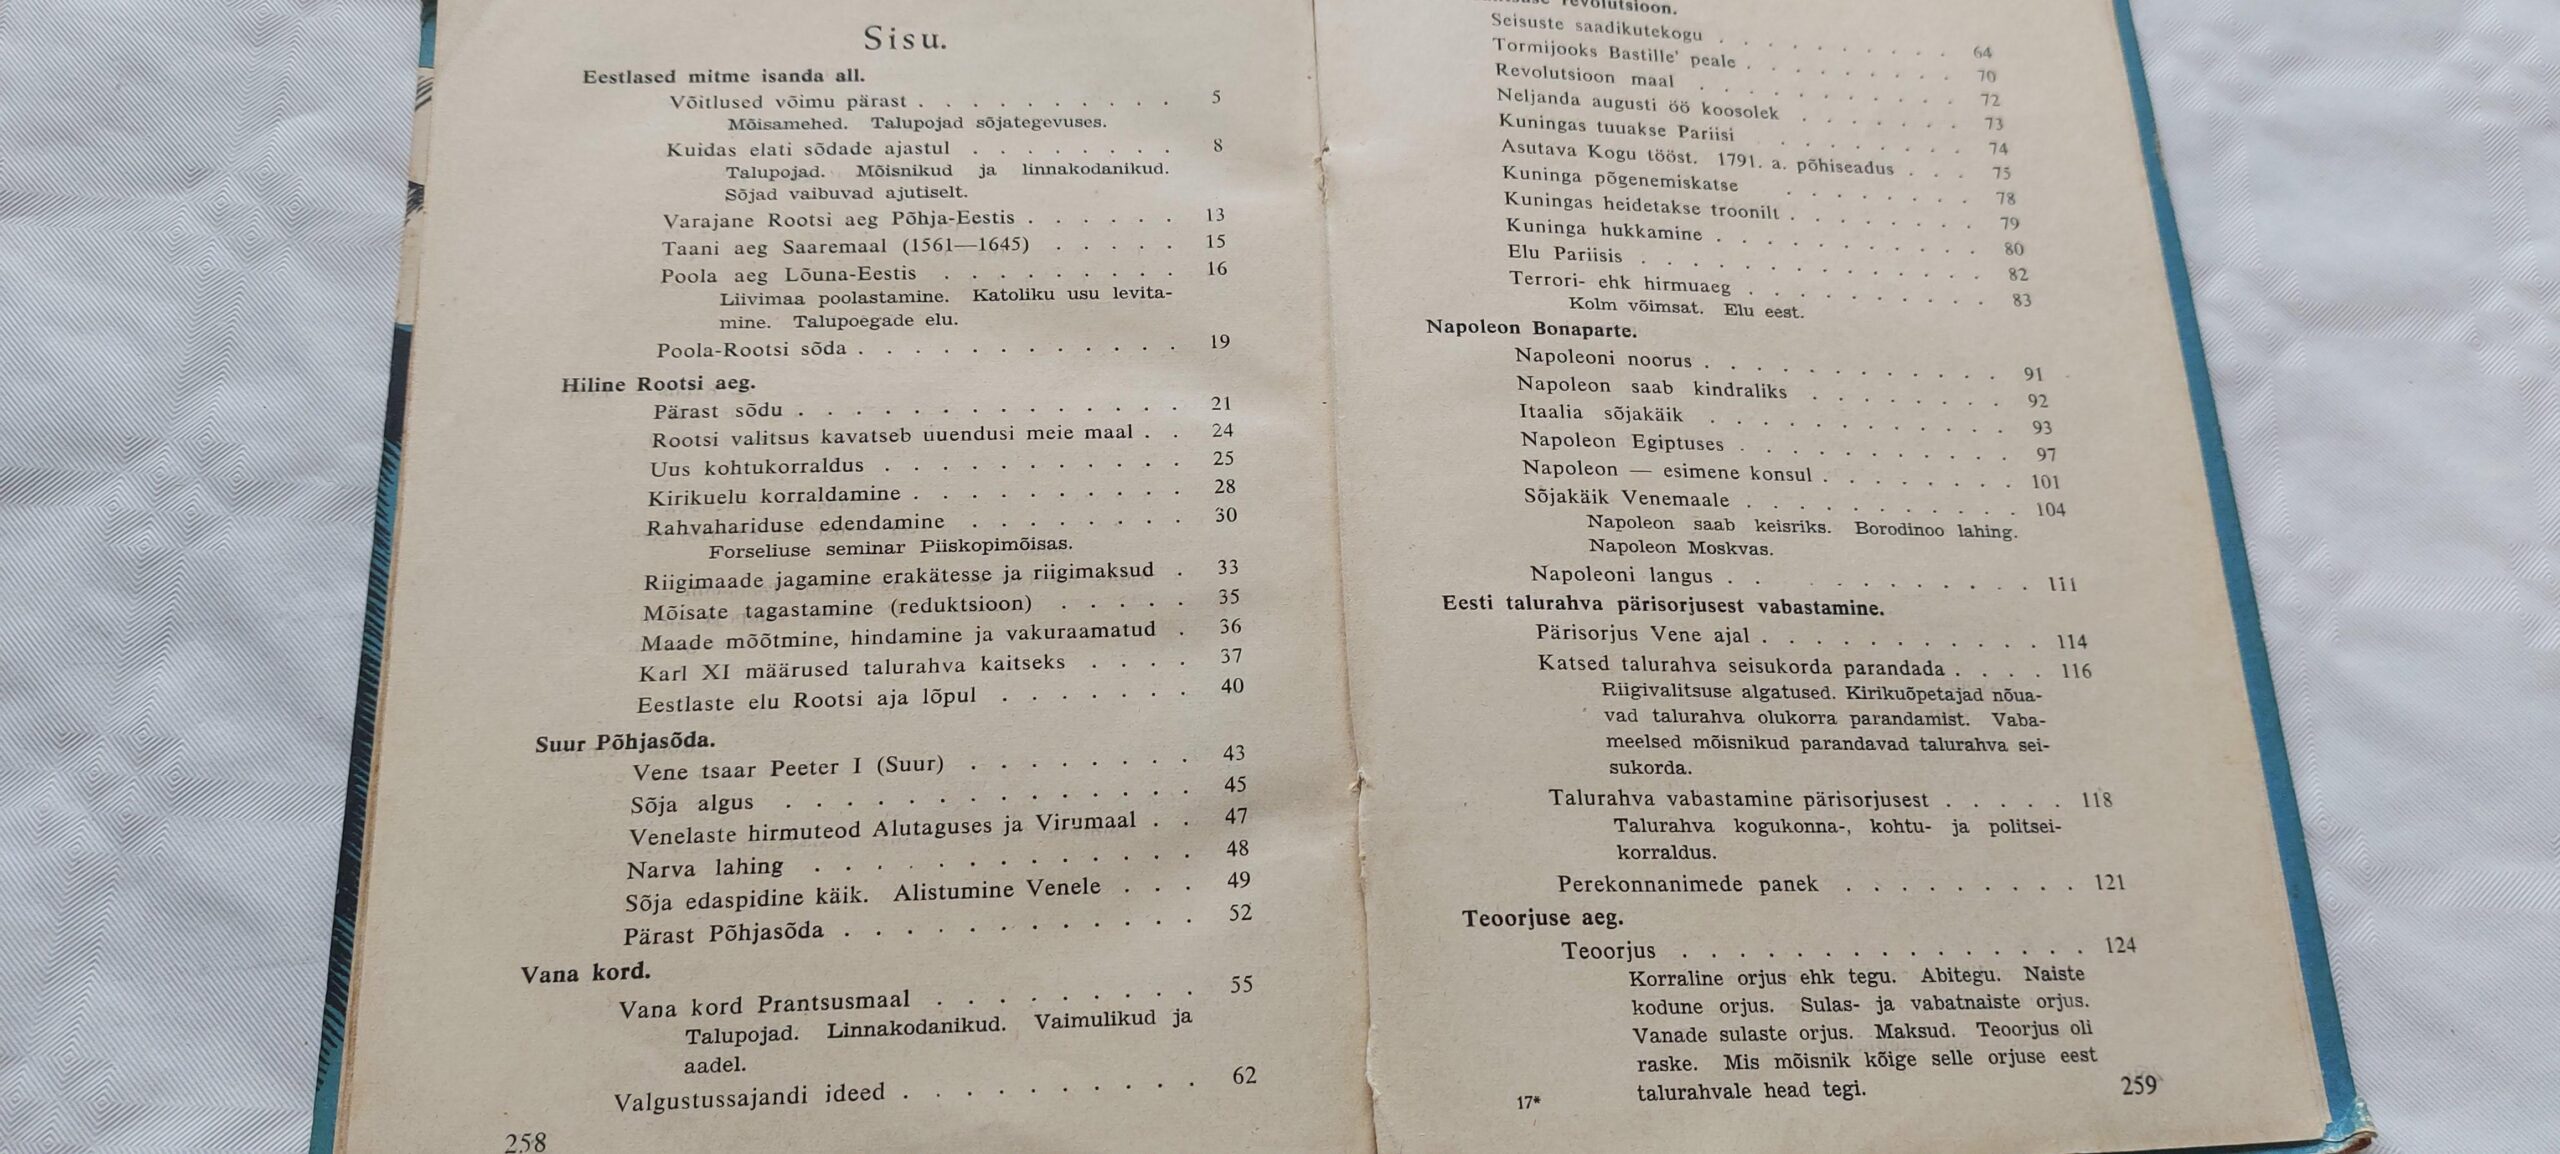 Sisu.
Eestlased mitme isanda all.
Võitlused võimu pärast . . . . . . . . . . 5
Mõisamehed. Talupojad sõjategevuses.
Kuidas elati sõdade ajastul . . . . . . . . 8
Talupojad. Mõisnikud ja linnakodanikud.
Sõjad vaibuvad ajutiselt.
Varajane Rootsi aeg Põhja-Eestis . . . . . . 13
Taani aeg Saaremaal (1561—1645) . . . . . 15
Poola aeg Lõuna-Eestis . . . . . . . . . 16
Liivimaa poolastamine. Katoliku usu levita-
mine. Talupoegade elu.
Poola-Rootsi sõda . . . . . . . . . . . . 19
Hiline Rootsi aeg.
Pärast sõdu . . . . . . . . . . . . . . 21
Rootsi valitsus kavatseb uuendusi meie maal . . 24
Uus kohtukorraldus . . . . . . . . . . . 25
Kirikuelu korraldamine . . . . . . . . . . 28
Rahvahariduse edendamine . . . . . . . . 30
Forseliuse seminar Piiskopimõisas.
Riigimaade jagamine erakätesse ja riigimaksud . 33
Mõisate tagastamine (reduktsioon) . . . . . 35
Maade mõõtmine, hindamine ja vakuraamatud . 36
Karl XI määrused talurahva kaitseks . . . . 37
Eestlaste elu Rootsi aja lõpul . . . . . . . 40
Suur Põhjasõda.
Vene tsaar Peeter I (Suur) . . . . . . . . 43
Sõja algus . . . . . . . . . . . . . . 45
Venelaste hirmuteod Alutaguses ja Virumaal . . 47
Narva lahing . . . . . . . . . . . . . 48
Sõja edaspidine käik. Alistumine Venele . . . 49
Pärast Põhjasõda . . . . . . . . . . . . 52
Vana kord.
Vana kord Prantsusmaal . . . . . . . . . 55
Talupojad. Linnakodanikud. Vaimulikud ja
aadel.
Valgustussajandi ideed . . . . . . . . . . 62
258
revolutsioon.
Seisuste saadikutekogu . . . . . . . . . 64
Tormijooks Bastille' peale . . . . . . . . 70
Revolutsioon maal . . . . . . . . . . 72
Neljanda augusti öö koosolek . . . . . . 73
Kuningas tuuakse Pariisi . . . . . . . . 74
Asutava Kogu tööst. 1791. a. põhiseadus . . . 75
Kuninga põgenemiskatse . . . . . . . 78
Kuningas heidetakse troonilt . . . . . . . 79
Kuninga hukkamine . . . . . . . . . . 80
Elu Pariisis . . . . . . . . . . . . . 82
Terrori- ehk hirmuaeg . . . . . . . . . 83
Kolm võimsat. Elu eest.
Napoleon Bonaparte.
Napoleoni noorus . . . . . . . . . . . 91
Napoleon saab kindraliks . . . . . . . 92
Itaalia sõjakäik . . . . . . . . . . . 93
Napoleon Egiptuses . . . . . . . . . . 97
Napoleon — esimene konsul . . . . . . . 101
Sõjakäik Venemaale . . . . . . . . . . . 104
Napoleon saab keisriks. Borodinoo lahing.
Napoleon Moskvas.
Napoleoni langus . . . . . . . . . . 111
Eesti talurahva pärisorjusest vabastamine.
Pärisorjus Vene ajal . . . . . . . . . . . 114
Katsed talurahva seisukorda parandada . . . . 116
Riigivalitsuse algatused. Kirikuõpetajad nõua-
vad talurahva olukorra parandamist. Vaba-
meelsed mõisnikud parandavad talurahva sei-
sukorda.
Talurahva vabastamine pärisorjusest . . . . . 118
Talurahva kogukonna-, kohtu- ja politsei-
korraldus.
Perekonnanimede panek . . . . . . . . . 121
Teoorjuse aeg.
Teoorjus . . . . . . . . . . . . . . 124
Korraline orjus ehk tegu. Abitegu. Naiste
kodune orjus. Sulas- ja vabatnaiste orjus.
Vanade sulaste orjus. Maksud. Teoorjus oli
raske. Mis mõisnik kõige selle orjuse eest
talurahvale head tegi.
17* 259